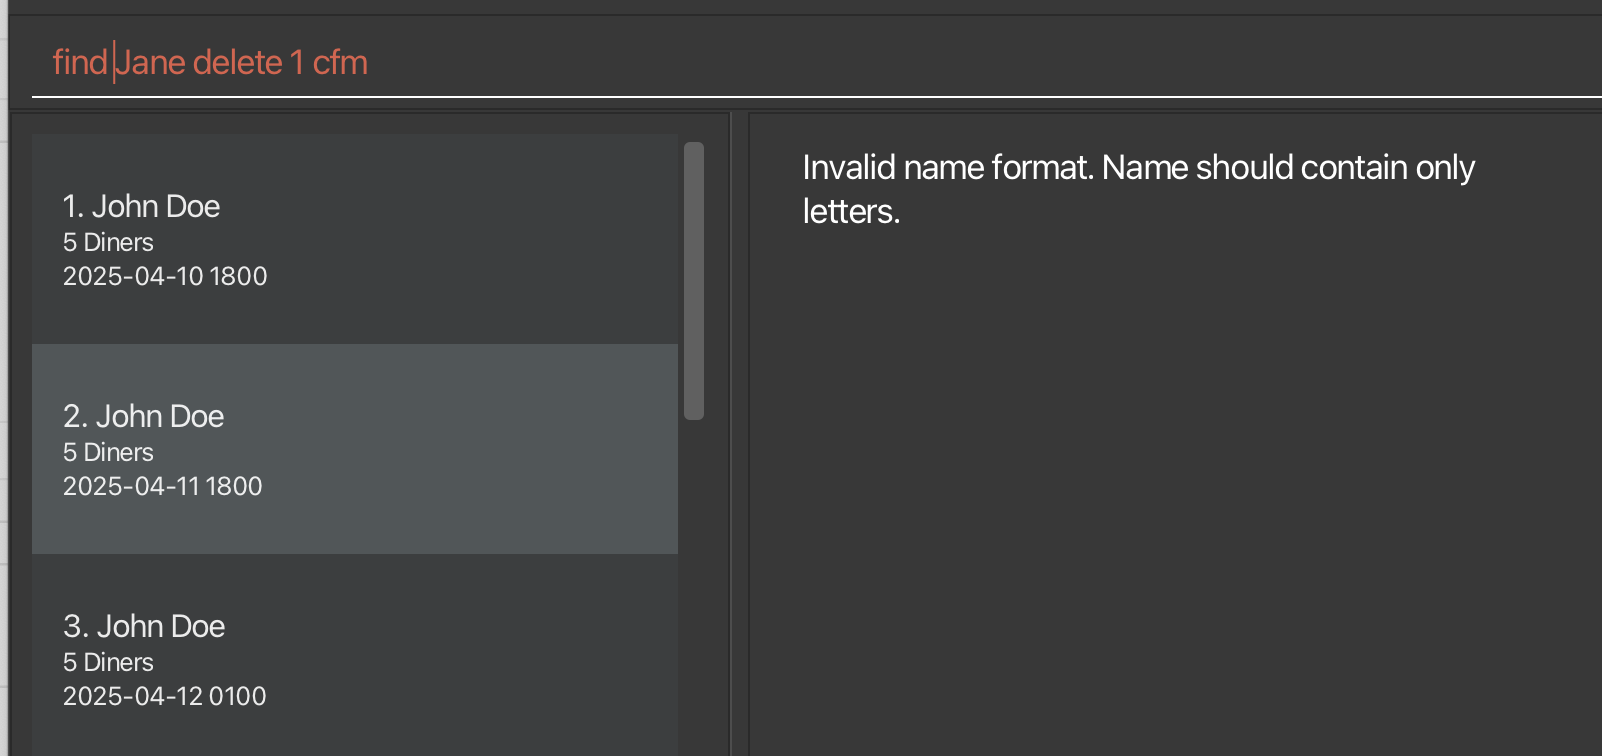 find Jane delete 1 cfm
1. John Doe
5 Diners
2025-04-10 1800
2. John Doe
5 Diners
2025-04-11 1800
3. John Doe
5 Diners
2025-04-12 0100
Invalid name format. Name should contain only
letters.